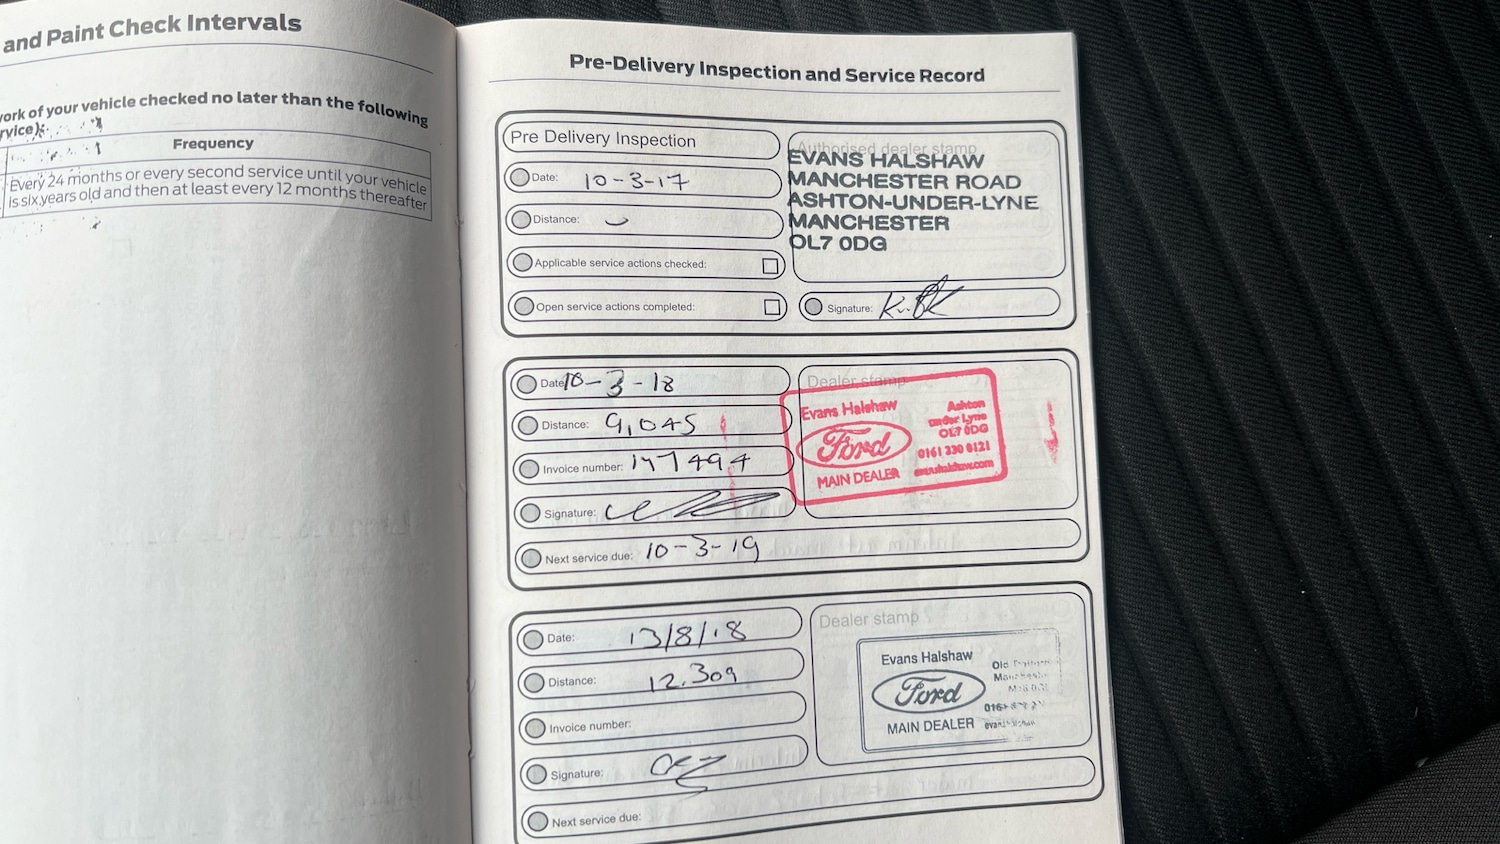 and Paint Check Intervals
ork of your vehicle checked no later than the following
rvice):
Frequency
Every 24 months or every second service until your vehicle
is six years old and then at least every 12 months thereafter
Pre-Delivery Inspection and Service Record
Pre Delivery Inspection
Date: 10-3-17
Distance:
Applicable service actions checked:
Open service actions completed:
Authorised dealer stamp
EVANS HALSHAW
MANCHESTER ROAD
ASHTON-UNDER-LYNE
MANCHESTER
OL7 0DG
Signature:
Date: 10-3-18
Distance: 9,045
Invoice number: 147494
Signature:
Next service due: 10-3-19
Dealer stamp
Evans Halshaw
Ford
MAIN DEALER
Ashton
under Lyne
OL7 0DG
0161 330 0121
evanshalshaw.com
Date: 13/8/18
Distance: 12.309
Invoice number:
Signature:
Next service due:
Dealer stamp
Evans Halshaw
Ford
MAIN DEALER
Old